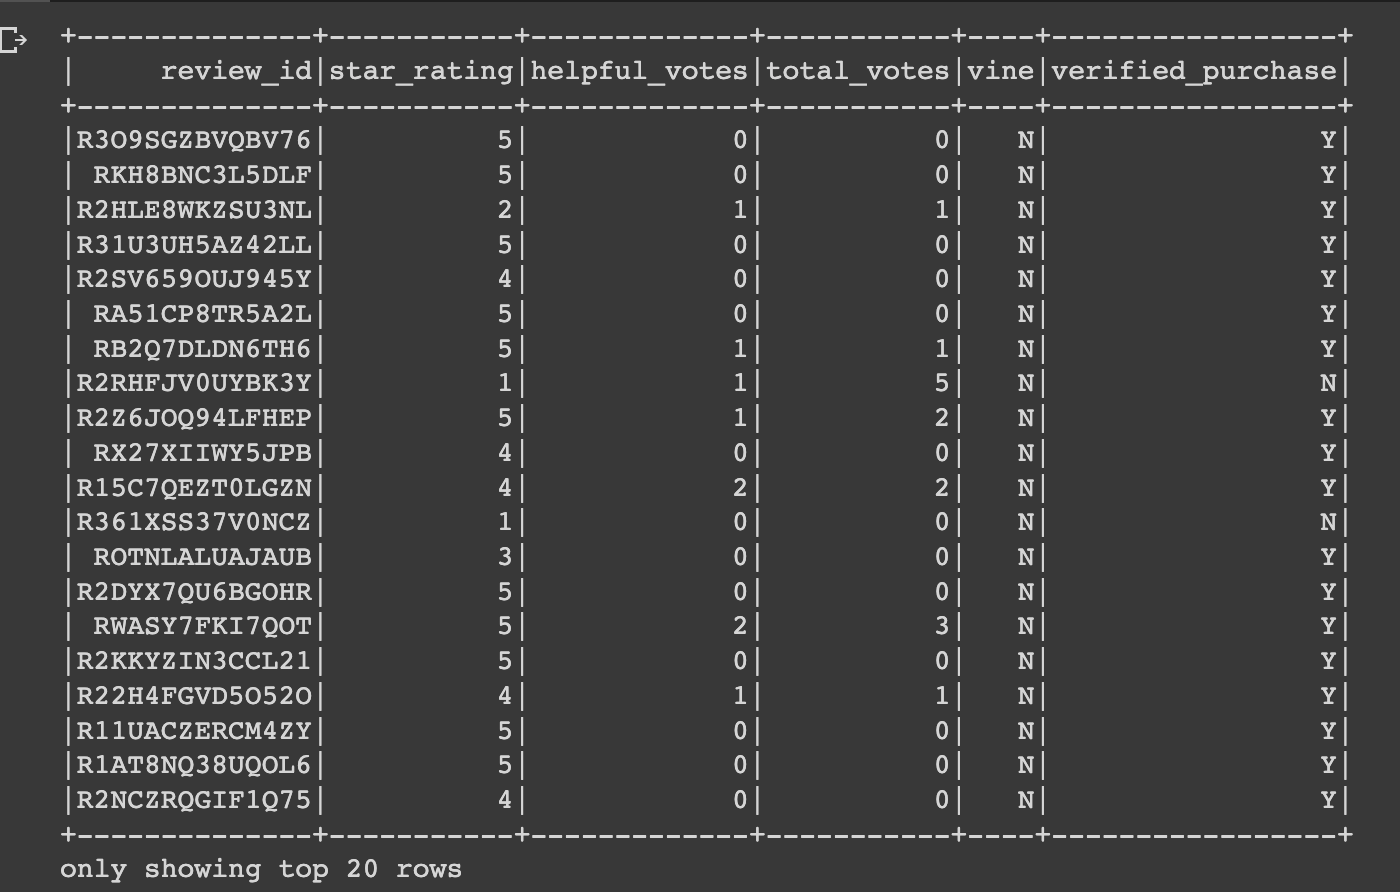 +--------------+-----------+-------------+-----------+----+-----------------+
|     review_id|star_rating|helpful_votes|total_votes|vine|verified_purchase|
+--------------+-----------+-------------+-----------+----+-----------------+
|R3O9SGZBVQBV76|          5|            0|          0|   N|                Y|
| RKH8BNC3L5DLF|          5|            0|          0|   N|                Y|
|R2HLE8WKZSU3NL|          2|            1|          1|   N|                Y|
|R31U3UH5AZ42LL|          5|            0|          0|   N|                Y|
|R2SV659OUJ945Y|          4|            0|          0|   N|                Y|
| RA51CP8TR5A2L|          5|            0|          0|   N|                Y|
| RB2Q7DLDN6TH6|          5|            1|          1|   N|                Y|
|R2RHFJV0UYBK3Y|          1|            1|          5|   N|                N|
|R2Z6JOQ94LFHEP|          5|            1|          2|   N|                Y|
| RX27XIIWY5JPB|          4|            0|          0|   N|                Y|
|R15C7QEZT0LGZN|          4|            2|          2|   N|                Y|
|R361XSS37V0NCZ|          1|            0|          0|   N|                N|
| ROTNLALUAJAUB|          3|            0|          0|   N|                Y|
|R2DYX7QU6BGOHR|          5|            0|          0|   N|                Y|
| RWASY7FKI7QOT|          5|            2|          3|   N|                Y|
|R2KKYZIN3CCL21|          5|            0|          0|   N|                Y|
|R22H4FGVD5O52O|          4|            1|          1|   N|                Y|
|R11UACZERCM4ZY|          5|            0|          0|   N|                Y|
|R1AT8NQ38UQOL6|          5|            0|          0|   N|                Y|
|R2NCZRQGIF1Q75|          4|            0|          0|   N|                Y|
+--------------+-----------+-------------+-----------+----+-----------------+
only showing top 20 rows